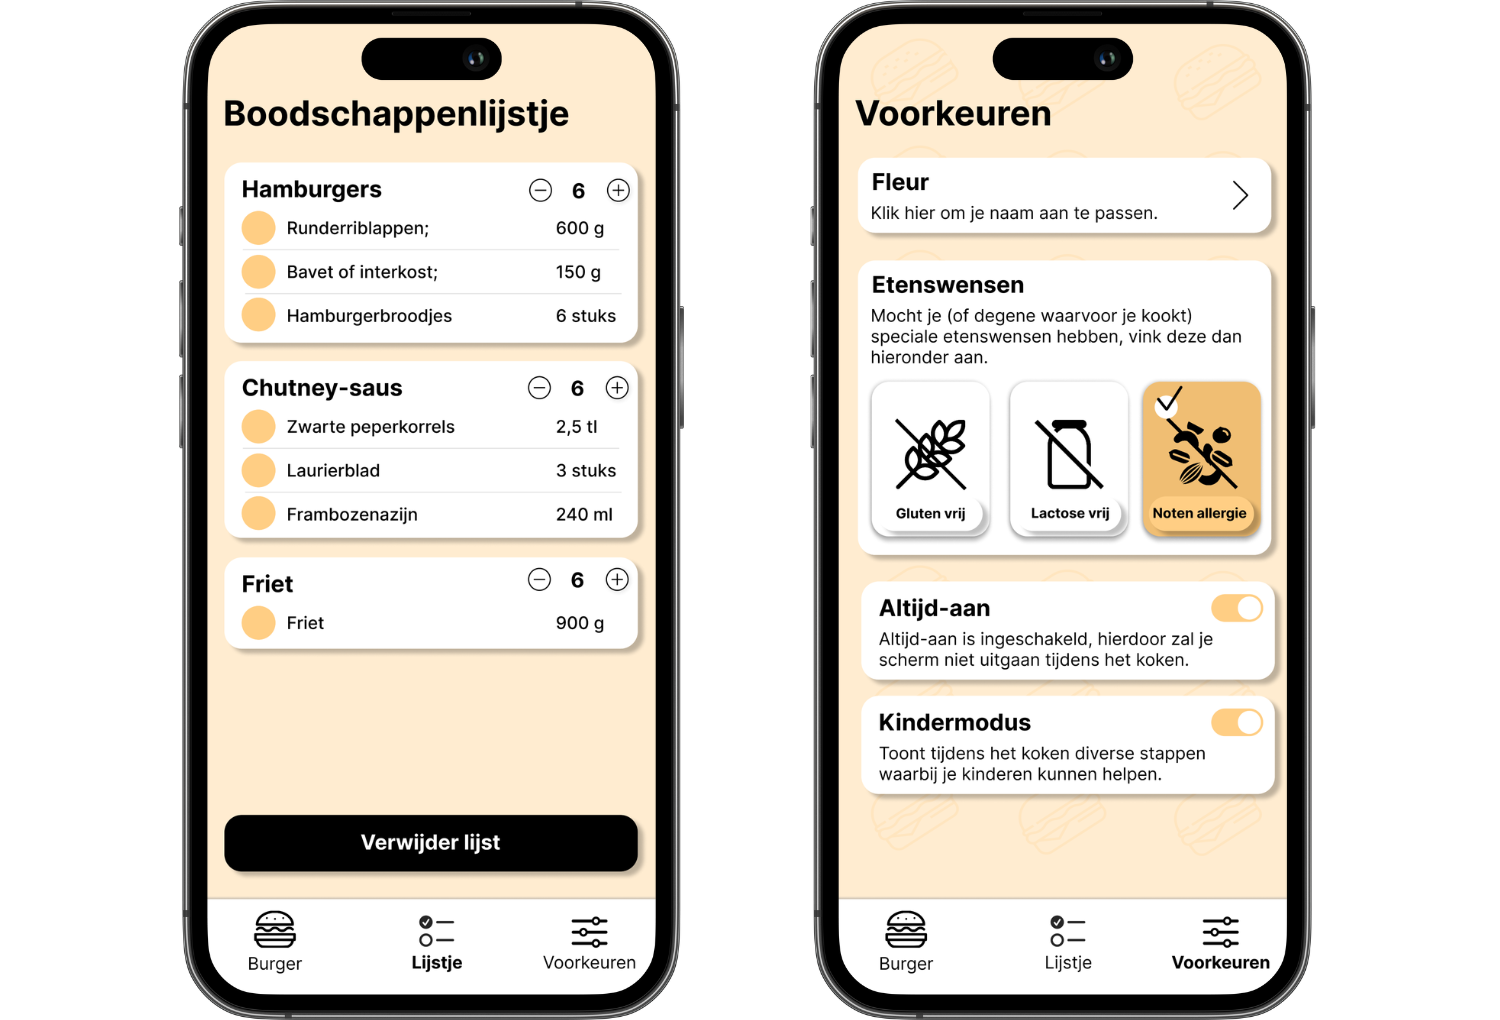 Boodschappenlijstje
Hamburgers 6
Runderriblappen; 600 g
Bavet of interkost; 150 g
Hamburgerbroodjes 6 stuks
Chutney-saus 6
Zwarte peperkorrels 2,5 tl
Laurierblad 3 stuks
Frambozenazijn 240 ml
Friet 6
Friet 900 g
Verwijder lijst
Burger Lijstje Voorkeuren
Voorkeuren
Fleur
Klik hier om je naam aan te passen.
Etenswensen
Mocht je (of degene waarvoor je kookt)
speciale etenswensen hebben, vink deze dan
hieronder aan.
Gluten vrij Lactose vrij Noten allergie
Altijd-aan
Altijd-aan is ingeschakeld, hierdoor zal je
scherm niet uitgaan tijdens het koken.
Kindermodus
Toont tijdens het koken diverse stappen
waarbij je kinderen kunnen helpen.
Burger Lijstje Voorkeuren